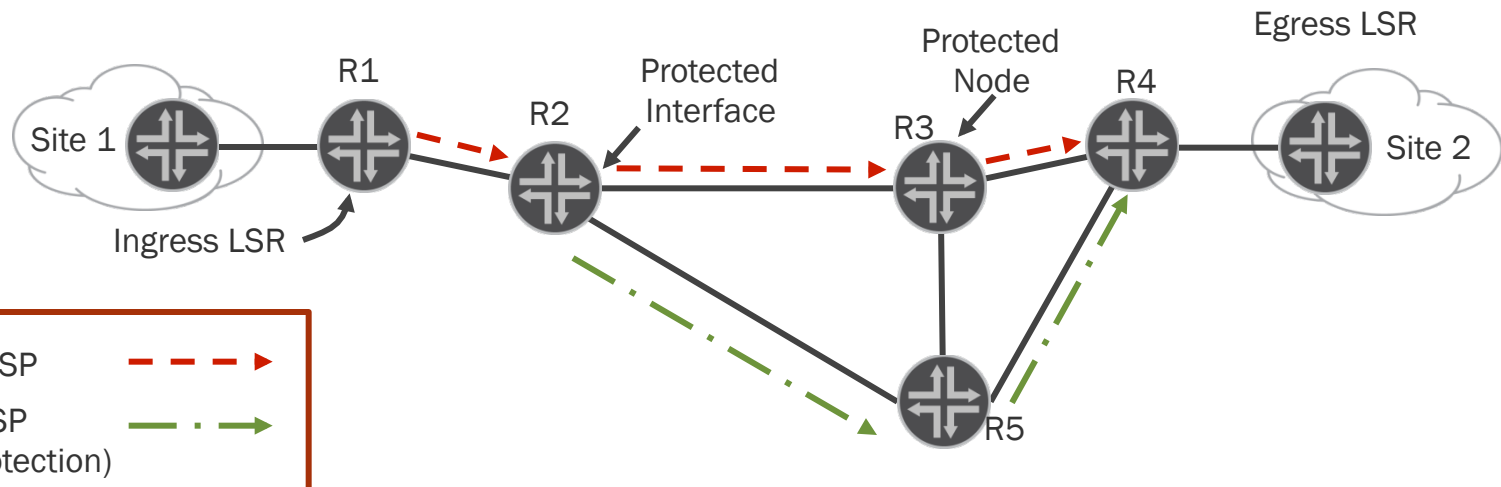 Egress LSR
Protected
Node
R1
Protected
Interface
R4
R2
R3
Site 1
Site 2
Ingress LSR
SP
SP
otection)
R5